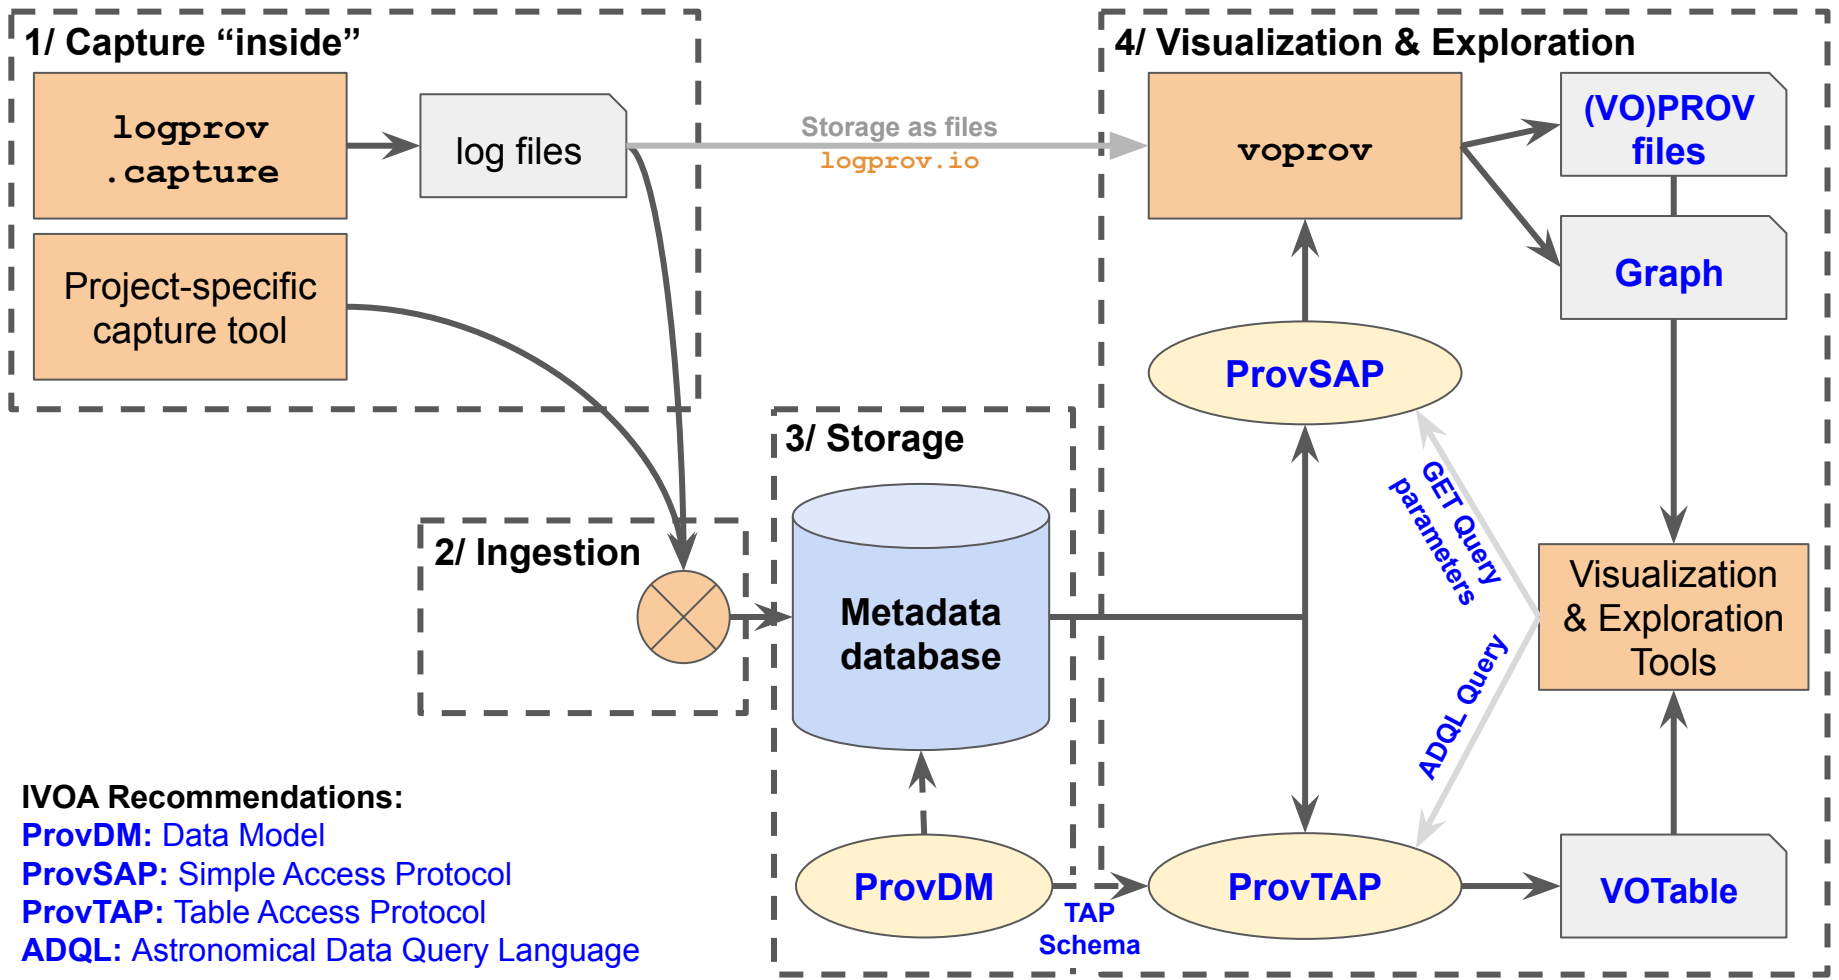 1/ Capture “inside”
logprov
.capture
log files
Project-specific
capture tool
Storage as files
logprov.io
2/ Ingestion
3/ Storage
Metadata
database
ProvDM
TAP
Schema
4/ Visualization & Exploration
voprov
(VO)PROV
files
Graph
ProvSAP
GET Query
parameters
ADQL Query
Visualization
& Exploration
Tools
ProvTAP
VOTable
IVOA Recommendations:
ProvDM: Data Model
ProvSAP: Simple Access Protocol
ProvTAP: Table Access Protocol
ADQL: Astronomical Data Query Language